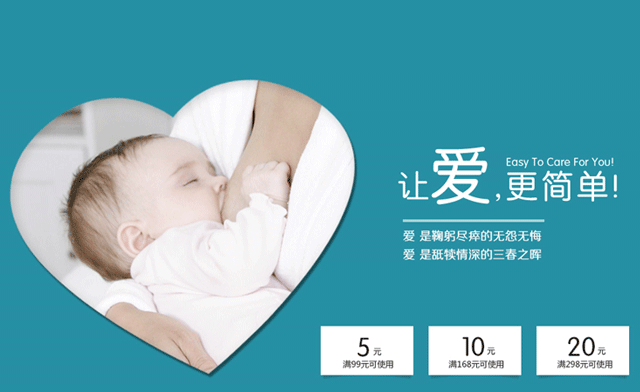 Easy To Care For You!
让爱,更简单!
爱 是鞠躬尽瘁的无怨无悔
爱 是舐犊情深的三春之晖
5元
满99元可使用
10元
满168元可使用
20元
满298元可使用